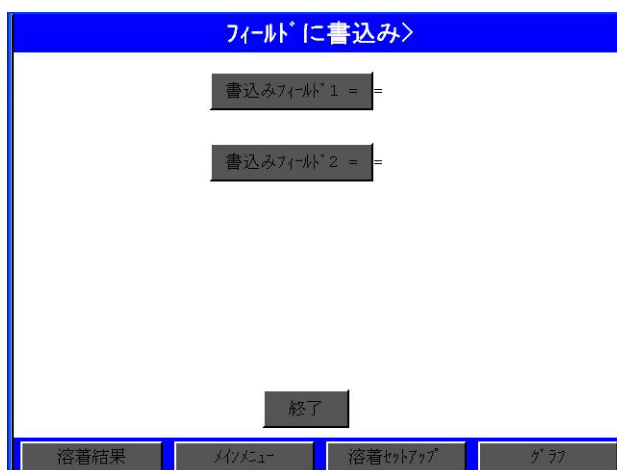 ﾌｨｰﾙﾄﾞに書込み>
書込みﾌｨｰﾙﾄﾞ1 = =
書込みﾌｨｰﾙﾄﾞ2 = =
終了
溶着結果 ﾒｲﾝﾒﾆｭｰ 溶着ｾｯﾄｱｯﾌﾟ ｸﾞﾗﾌ